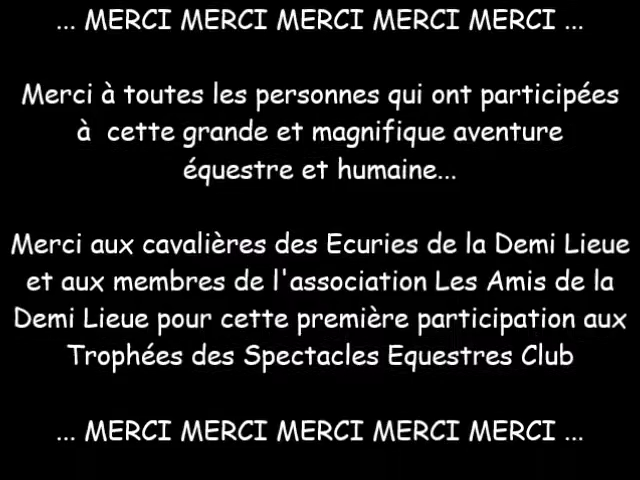 ... MERCI MERCI MERCI MERCI MERCI ...
Merci à toutes les personnes qui ont participées
à cette grande et magnifique aventure
équestre et humaine...
Merci aux cavalières des Ecuries de la Demi Lieue
et aux membres de l'association Les Amis de la
Demi Lieue pour cette première participation aux
Trophées des Spectacles Equestres Club
... MERCI MERCI MERCI MERCI MERCI ...